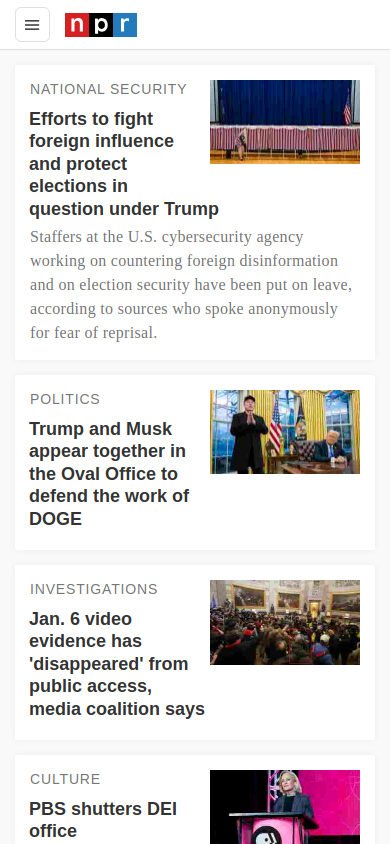 npr
NATIONAL SECURITY
Efforts to fight
foreign influence
and protect
elections in
question under Trump
Staffers at the U.S. cybersecurity agency
working on countering foreign disinformation
and on election security have been put on leave,
according to sources who spoke anonymously
for fear of reprisal.
POLITICS
Trump and Musk
appear together in
the Oval Office to
defend the work of
DOGE
INVESTIGATIONS
Jan. 6 video
evidence has
'disappeared' from
public access,
media coalition says
CULTURE
PBS shutters DEI
office